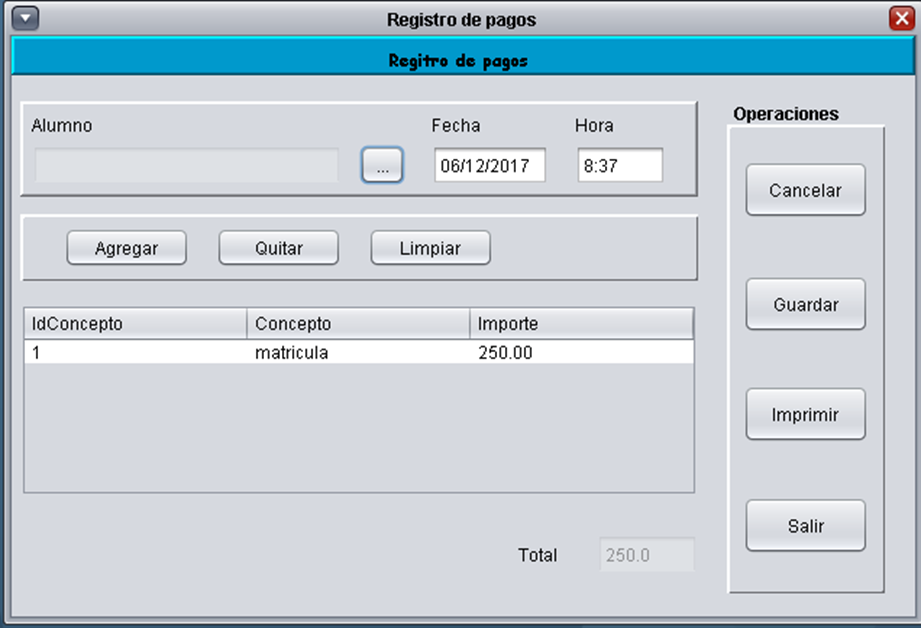 Registro de pagos
Regitro de pagos
Alumno Fecha Hora
... 06/12/2017 8:37
Agregar Quitar Limpiar
IdConcepto Concepto Importe
1 matricula 250.00
Total 250.0
Operaciones
Cancelar
Guardar
Imprimir
Salir